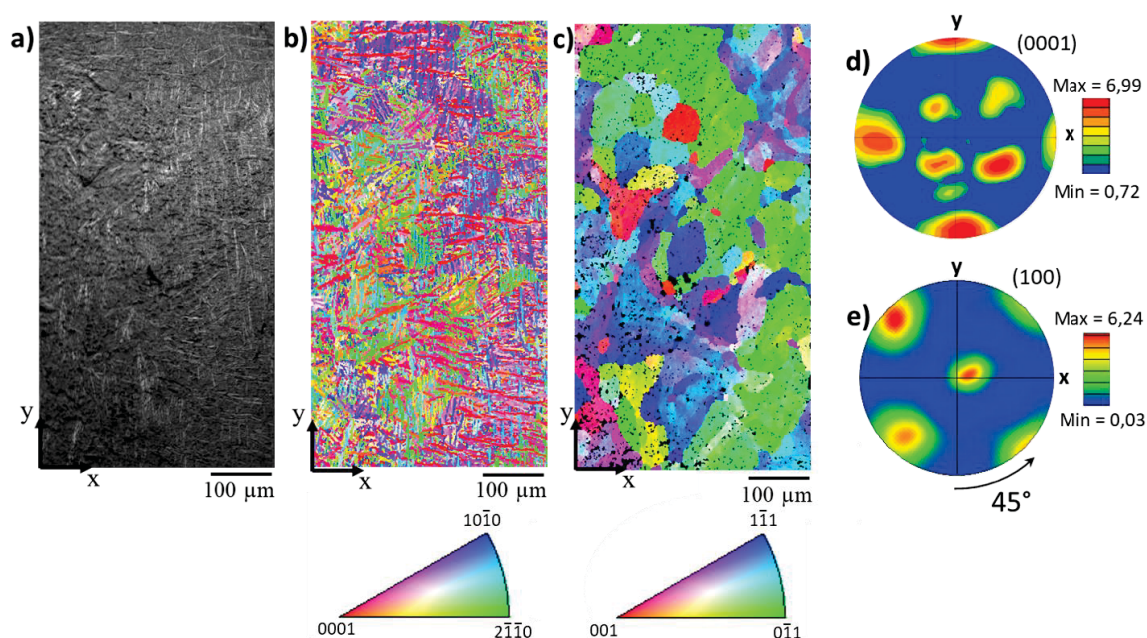 a)
y
x
100 µm
b)
y
x
100 µm
101̅0
0001
21̅1̅0
c)
y
x
100 µm
11̅1
001
01̅1
d)
y
(0001)
x
Max = 6,99
Min = 0,72
e)
y
(100)
x
Max = 6,24
Min = 0,03
45°